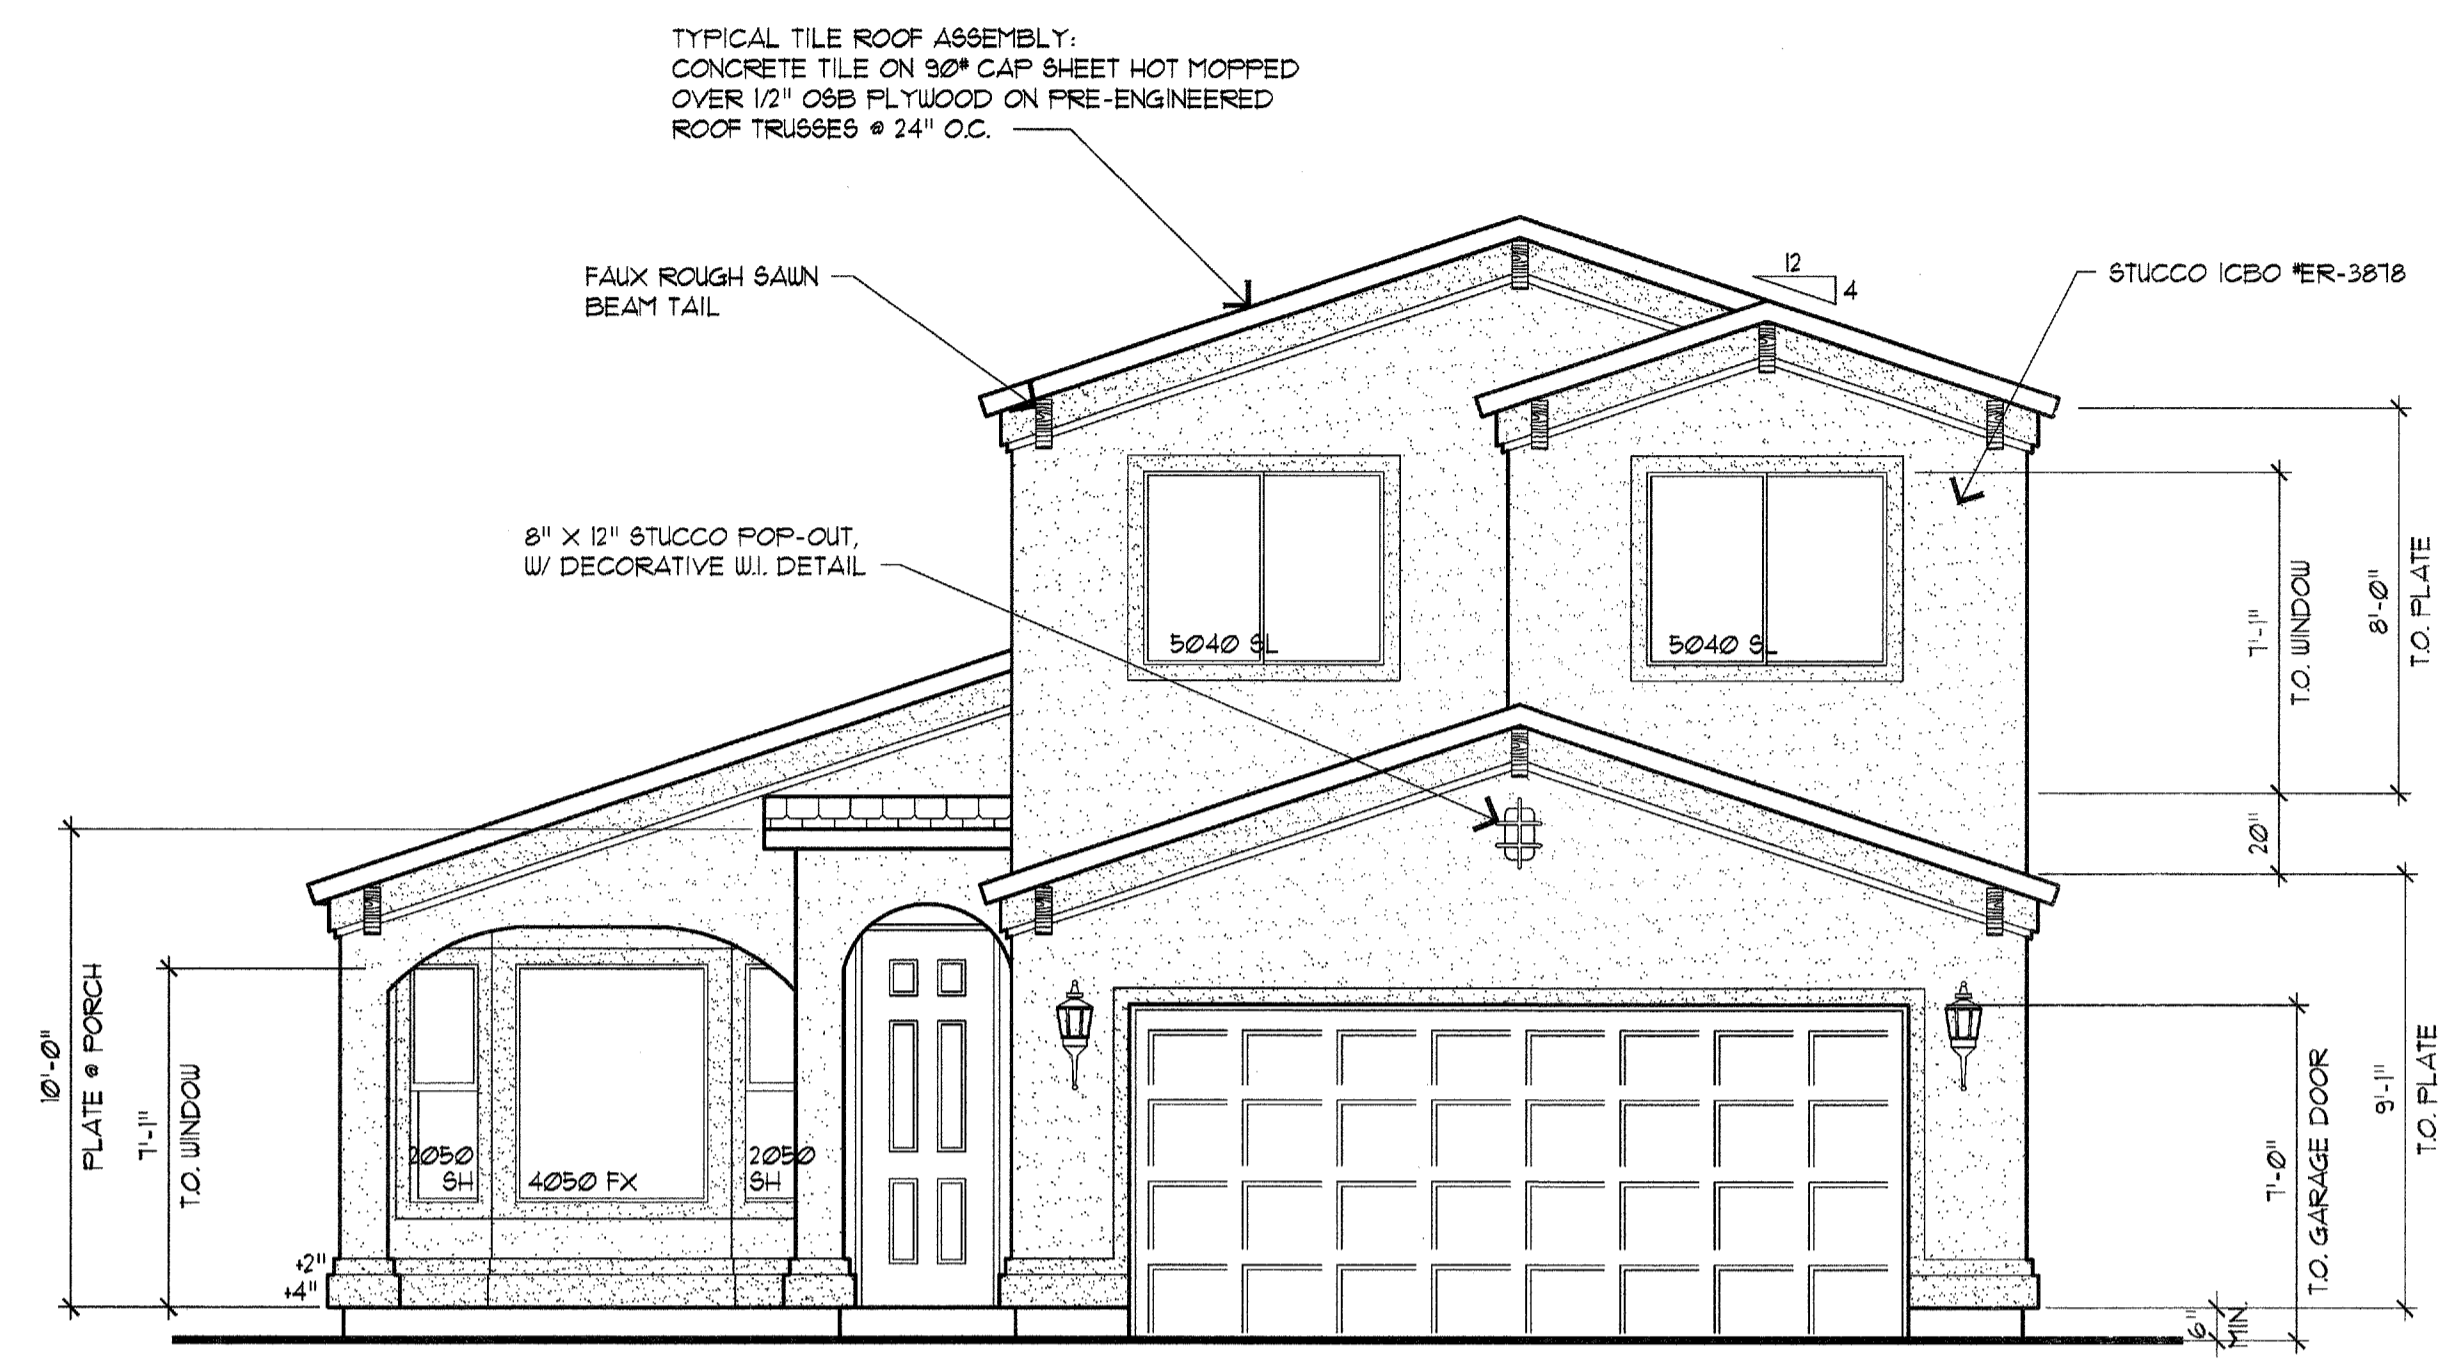 TYPICAL TILE ROOF ASSEMBLY:
CONCRETE TILE ON 90# CAP SHEET HOT MOPPED
OVER 1/2" OSB PLYWOOD ON PRE-ENGINEERED
ROOF TRUSSES @ 24" O.C.
FAUX ROUGH SAWN
BEAM TAIL
12
4
STUCCO ICBO #ER-3878
8" X 12" STUCCO POP-OUT,
W/ DECORATIVE W.I. DETAIL
5040 SL
5040 SL
7'-1"
T.O. WINDOW
8'-0"
T.O. PLATE
20"
10'-0"
PLATE @ PORCH
7'-1"
T.O. WINDOW
2050
SH
4050 FX
2050
SH
+2"
+4"
7'-0"
T.O. GARAGE DOOR
9'-1"
T.O. PLATE
6"
MIN.